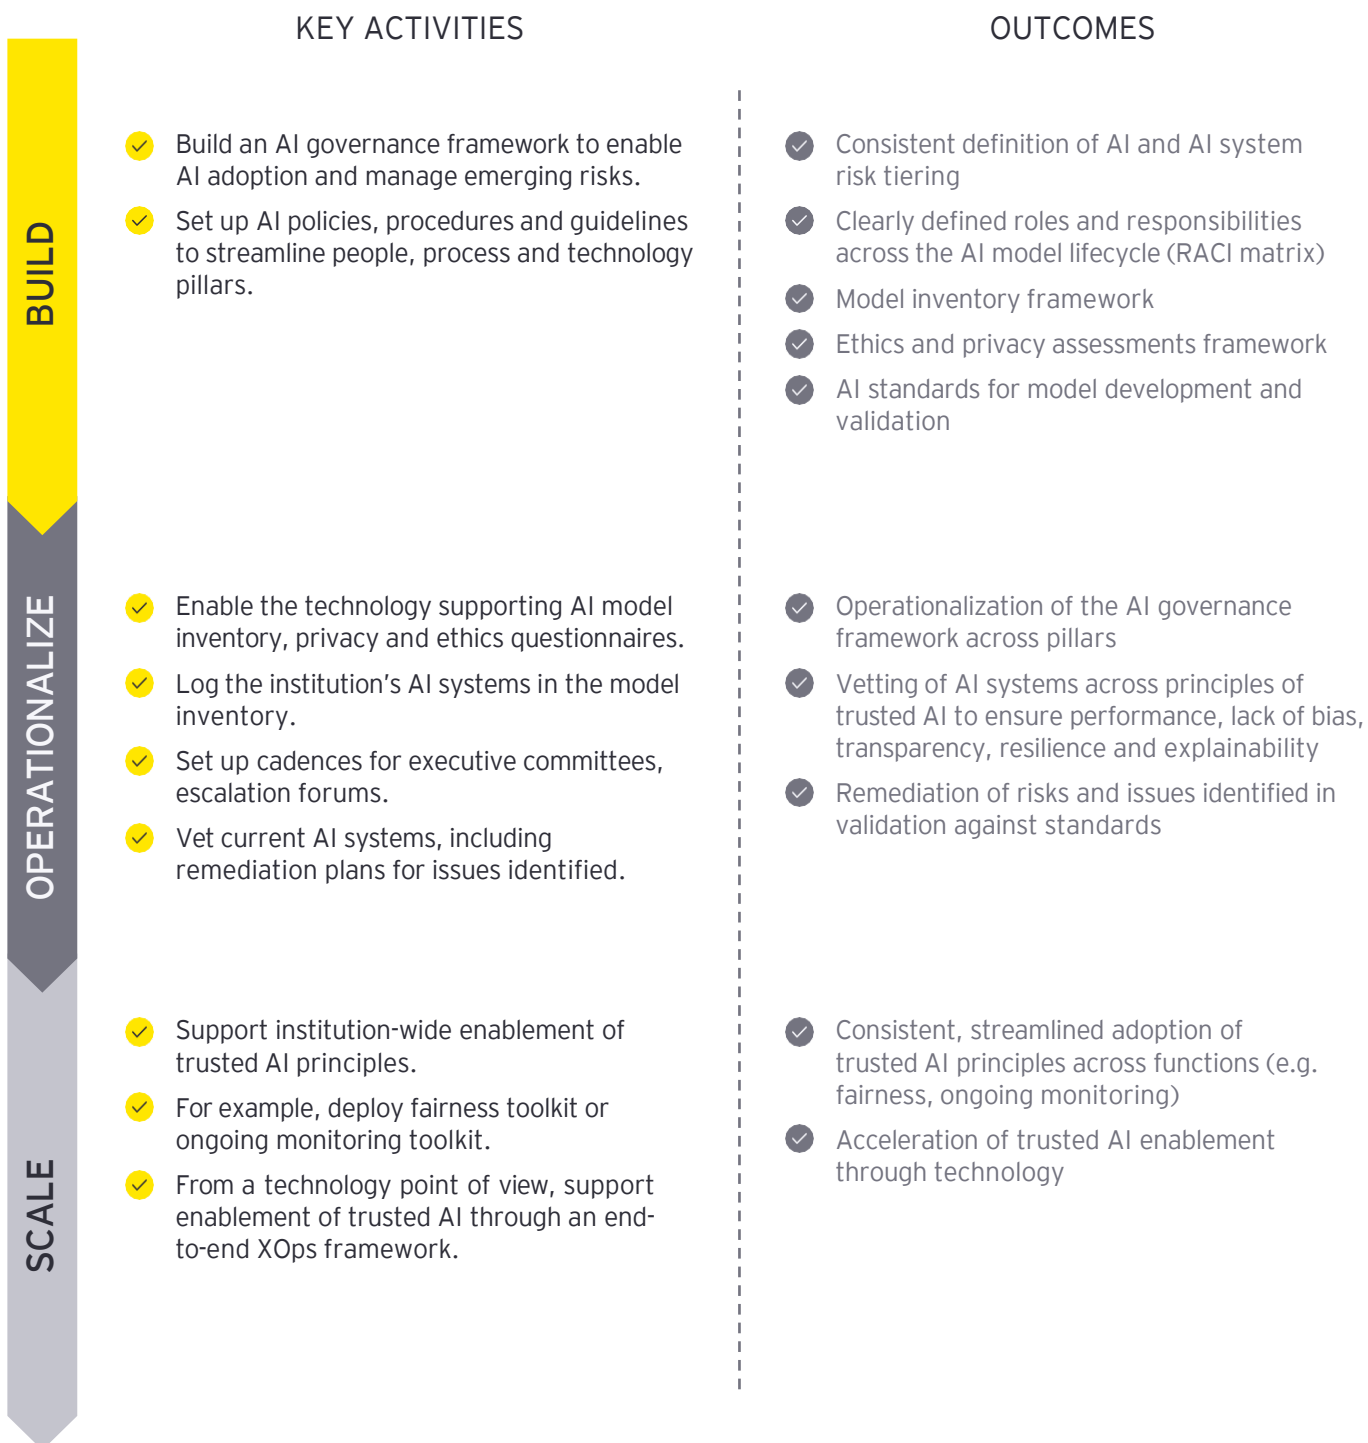 KEY ACTIVITIES
OUTCOMES
BUILD
Build an AI governance framework to enable
AI adoption and manage emerging risks.
Set up AI policies, procedures and guidelines
to streamline people, process and technology
pillars.
Consistent definition of AI and AI system
risk tiering
Clearly defined roles and responsibilities
across the AI model lifecycle (RACI matrix)
Model inventory framework
Ethics and privacy assessments framework
AI standards for model development and
validation
OPERATIONALIZE
Enable the technology supporting AI model
inventory, privacy and ethics questionnaires.
Log the institution's AI systems in the model
inventory.
Set up cadences for executive committees,
escalation forums.
Vet current AI systems, including
remediation plans for issues identified.
Operationalization of the AI governance
framework across pillars
Vetting of AI systems across principles of
trusted AI to ensure performance, lack of bias,
transparency, resilience and explainability
Remediation of risks and issues identified in
validation against standards
SCALE
Support institution-wide enablement of
trusted AI principles.
For example, deploy fairness toolkit or
ongoing monitoring toolkit.
From a technology point of view, support
enablement of trusted AI through an end-
to-end XOps framework.
Consistent, streamlined adoption of
trusted AI principles across functions (e.g.
fairness, ongoing monitoring)
Acceleration of trusted AI enablement
through technology